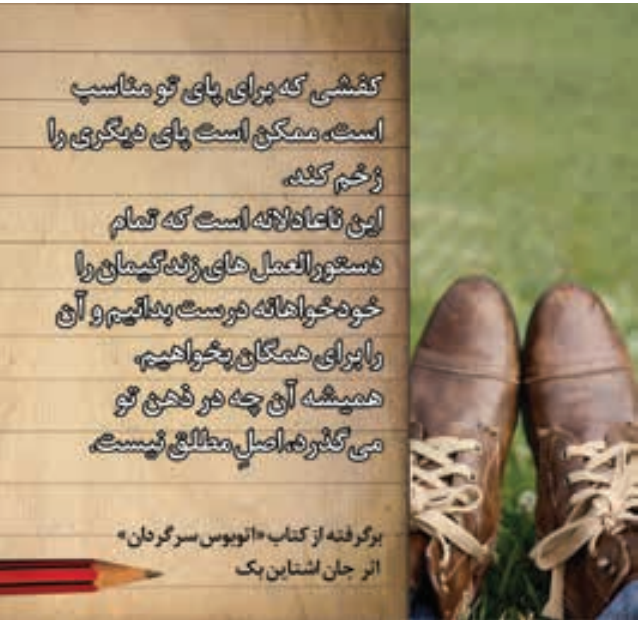 کفشی که برای پای تو مناسب
است، ممکن است پای دیگری را
زخم کند.
این ناعادلانه است که تمام
دستورالعمل های زندگیمان را
خودخواهانه درست بدانیم و آن
را برای همگان بخواهیم.
همیشه آن چه در ذهن تو
می گذرد، اصلِ مطلق نیست.
برگرفته از کتاب «اتوبوس سرگردان»
اثر جان اشتاین بک